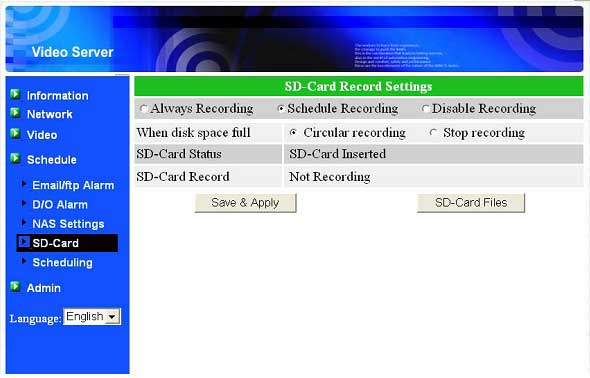 Video Server
Information
Network
Video
Schedule
Email/ftp Alarm
D/O Alarm
NAS Settings
SD-Card
Scheduling
Admin
Language: English
SD-Card Record Settings
Always Recording Schedule Recording Disable Recording
When disk space full Circular recording Stop recording
SD-Card Status SD-Card Inserted
SD-Card Record Not Recording
Save & Apply SD-Card Files